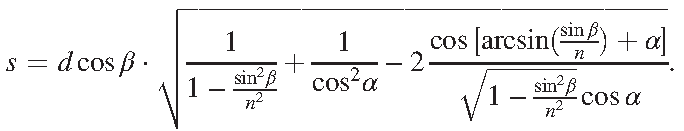 s = d cos β · √( 1/(1 − sin²β/n²) + 1/cos²α − 2 cos [arcsin(sin β/n) + α]/(√(1 − sin²β/n²) cos α) ).